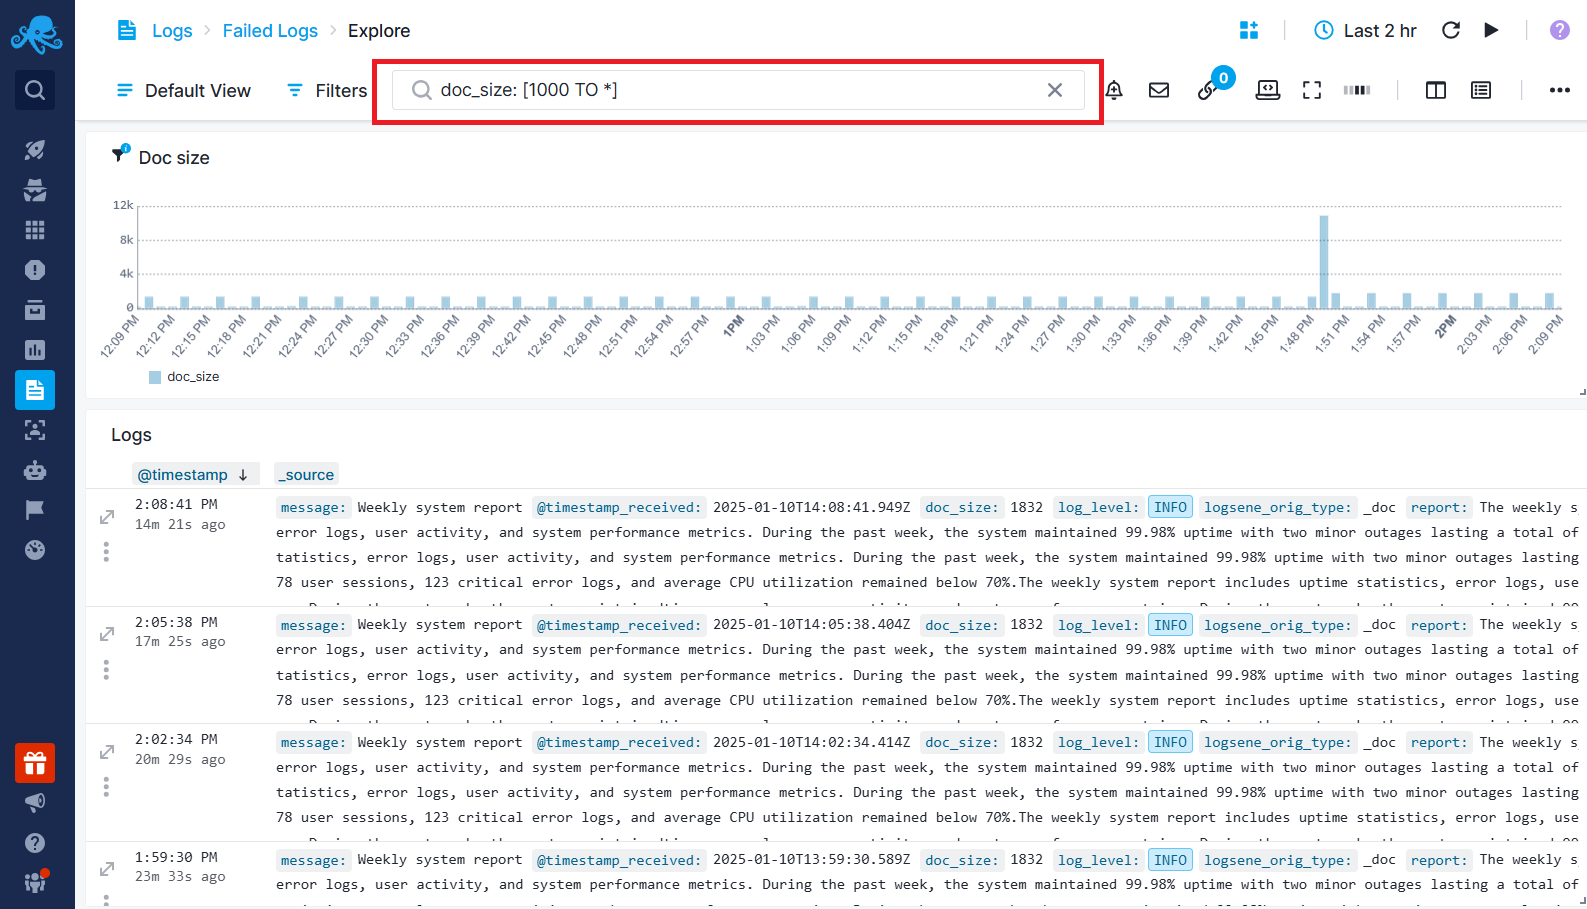 Logs > Failed Logs > Explore
Last 2 hr
Default View
Filters
doc_size: [1000 TO *]
0
Doc size
12k
8k
4k
0
12:09 PM 12:12 PM 12:15 PM 12:18 PM 12:21 PM 12:24 PM 12:27 PM 12:30 PM 12:33 PM 12:36 PM 12:39 PM 12:42 PM 12:45 PM 12:48 PM 12:51 PM 12:54 PM 12:57 PM 1PM 1:03 PM 1:06 PM 1:09 PM 1:12 PM 1:15 PM 1:18 PM 1:21 PM 1:24 PM 1:27 PM 1:30 PM 1:33 PM 1:36 PM 1:39 PM 1:42 PM 1:45 PM 1:48 PM 1:51 PM 1:54 PM 1:57 PM 2PM 2:03 PM 2:06 PM 2:09 PM
doc_size
Logs
@timestamp ↓ _source
2:08:41 PM
14m 21s ago
message: Weekly system report @timestamp_received: 2025-01-10T14:08:41.949Z doc_size: 1832 log_level: INFO logsene_orig_type: _doc report: The weekly s
error logs, user activity, and system performance metrics. During the past week, the system maintained 99.98% uptime with two minor outages lasting a total of
tatistics, error logs, user activity, and system performance metrics. During the past week, the system maintained 99.98% uptime with two minor outages lasting
78 user sessions, 123 critical error logs, and average CPU utilization remained below 70%.The weekly system report includes uptime statistics, error logs, use
2:05:38 PM
17m 25s ago
message: Weekly system report @timestamp_received: 2025-01-10T14:05:38.404Z doc_size: 1832 log_level: INFO logsene_orig_type: _doc report: The weekly s
error logs, user activity, and system performance metrics. During the past week, the system maintained 99.98% uptime with two minor outages lasting a total of
tatistics, error logs, user activity, and system performance metrics. During the past week, the system maintained 99.98% uptime with two minor outages lasting
78 user sessions, 123 critical error logs, and average CPU utilization remained below 70%.The weekly system report includes uptime statistics, error logs, use
2:02:34 PM
20m 29s ago
message: Weekly system report @timestamp_received: 2025-01-10T14:02:34.414Z doc_size: 1832 log_level: INFO logsene_orig_type: _doc report: The weekly s
error logs, user activity, and system performance metrics. During the past week, the system maintained 99.98% uptime with two minor outages lasting a total of
tatistics, error logs, user activity, and system performance metrics. During the past week, the system maintained 99.98% uptime with two minor outages lasting
78 user sessions, 123 critical error logs, and average CPU utilization remained below 70%.The weekly system report includes uptime statistics, error logs, use
1:59:30 PM
23m 33s ago
message: Weekly system report @timestamp_received: 2025-01-10T13:59:30.589Z doc_size: 1832 log_level: INFO logsene_orig_type: _doc report: The weekly s
error logs, user activity, and system performance metrics. During the past week, the system maintained 99.98% uptime with two minor outages lasting a total of